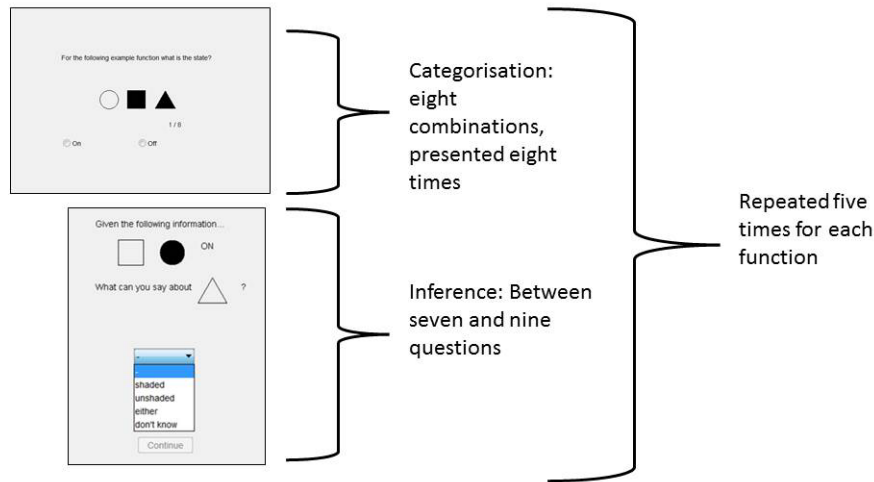 For the following example function what is the state?
1 / 8
On Off
Categorisation:
eight
combinations,
presented eight
times
Given the following information...
ON
What can you say about ?
-
shaded
unshaded
either
don't know
Continue
Inference: Between
seven and nine
questions
Repeated five
times for each
function